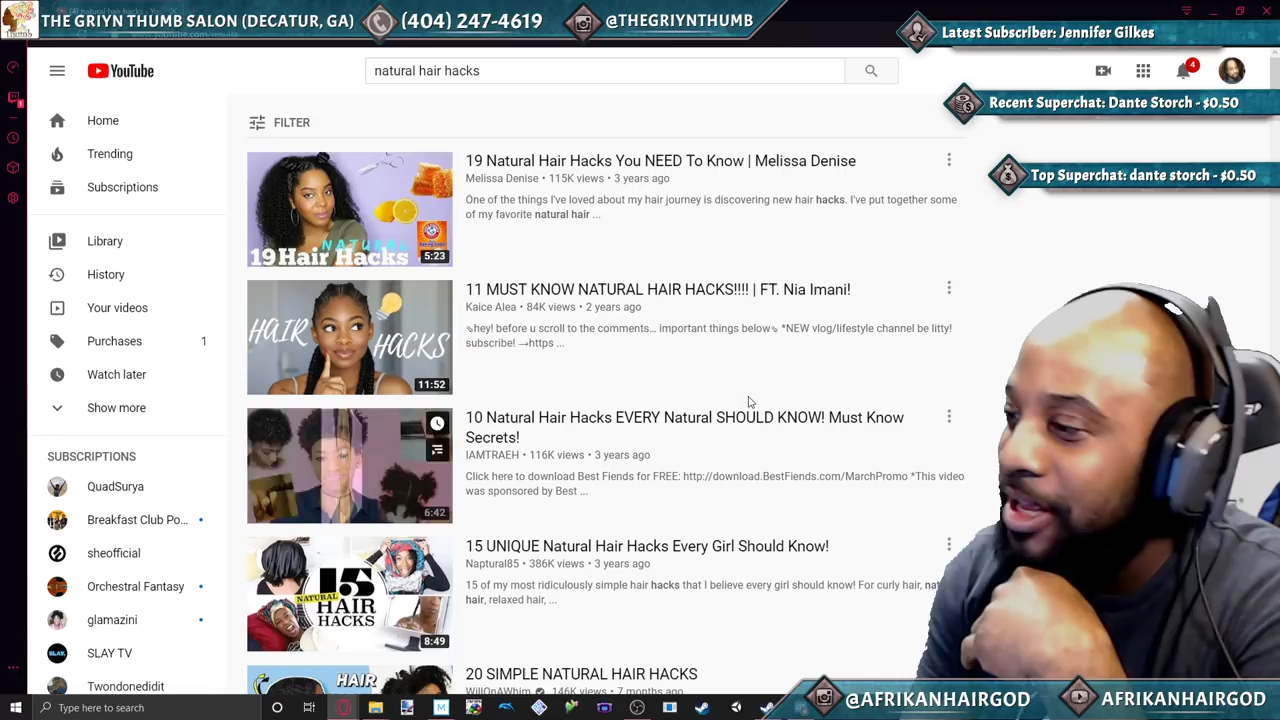 THE GRIYN THUMB SALON (DECATUR, GA)
(404) 247-4619
@THEGRIYNTHUMB
Latest Subscriber: Jennifer Gilkes
YouTube
natural hair hacks
4
Recent Superchat: Dante Storch - $0.50
Top Superchat: dante storch - $0.50
Home
Trending
Subscriptions
Library
History
Your videos
Purchases 1
Watch later
Show more
SUBSCRIPTIONS
QuadSurya
Breakfast Club Po...
sheofficial
Orchestral Fantasy
glamazini
SLAY TV
Twondonedidit
FILTER
NATURAL
19 Hair Hacks
5:23
19 Natural Hair Hacks You NEED To Know | Melissa Denise
Melissa Denise • 115K views • 3 years ago
One of the things I've loved about my hair journey is discovering new hair hacks. I've put together some
of my favorite natural hair ...
HAIR HACKS
11:52
11 MUST KNOW NATURAL HAIR HACKS!!!! | FT. Nia Imani!
Kaice Alea • 84K views • 2 years ago
⇘hey! before u scroll to the comments… important things below⇘ *NEW vlog/lifestyle channel be litty!
subscribe! →https ...
6:42
10 Natural Hair Hacks EVERY Natural SHOULD KNOW! Must Know
Secrets!
IAMTRAEH • 116K views • 3 years ago
Click here to download Best Fiends for FREE: http://download.BestFiends.com/MarchPromo *This video
was sponsored by Best ...
15
NATURAL
HAIR
HACKS
8:49
15 UNIQUE Natural Hair Hacks Every Girl Should Know!
Naptural85 • 386K views • 3 years ago
15 of my most ridiculously simple hair hacks that I believe every girl should know! For curly hair,
hair, relaxed hair, ...
HAIR
20 SIMPLE NATURAL HAIR HACKS
WillOnAWhim 146K views • 7 months ago
Type here to search
@AFRIKANHAIRGOD
AFRIKANHAIRGOD